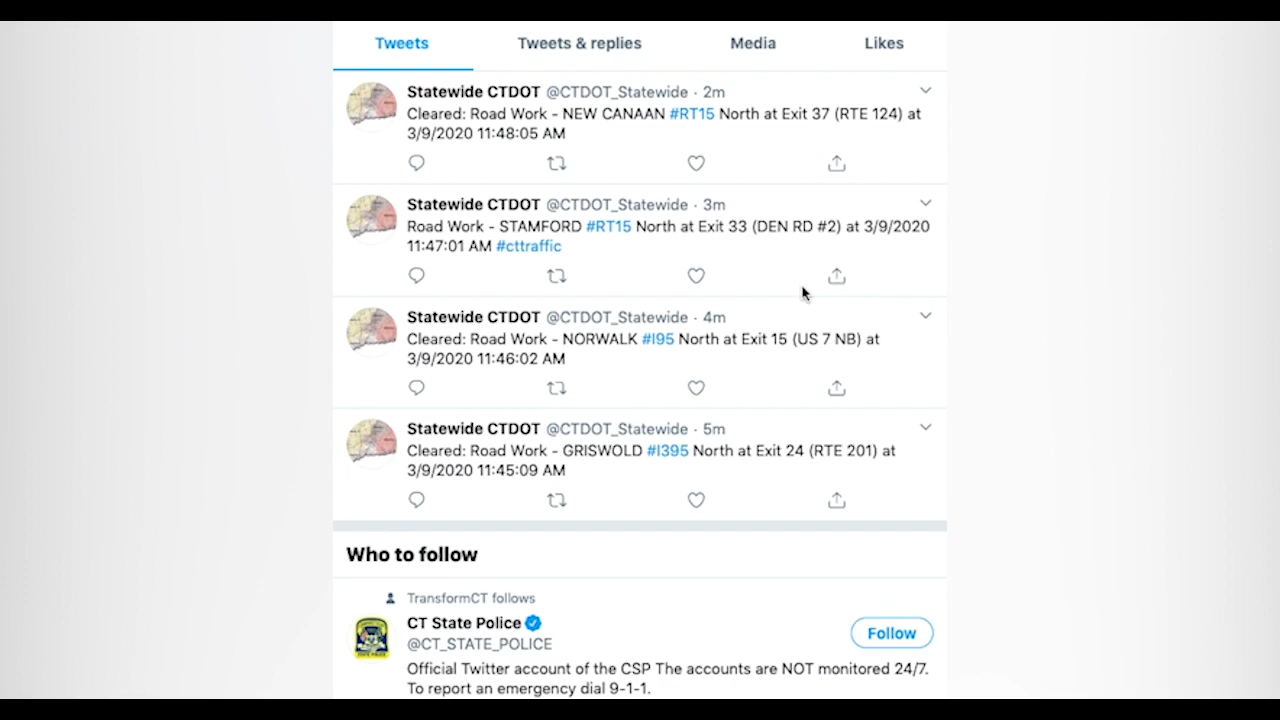 Tweets Tweets & replies Media Likes
Statewide CTDOT @CTDOT_Statewide · 2m
Cleared: Road Work - NEW CANAAN #RT15 North at Exit 37 (RTE 124) at
3/9/2020 11:48:05 AM
Statewide CTDOT @CTDOT_Statewide · 3m
Road Work - STAMFORD #RT15 North at Exit 33 (DEN RD #2) at 3/9/2020
11:47:01 AM #cttraffic
Statewide CTDOT @CTDOT_Statewide · 4m
Cleared: Road Work - NORWALK #I95 North at Exit 15 (US 7 NB) at
3/9/2020 11:46:02 AM
Statewide CTDOT @CTDOT_Statewide · 5m
Cleared: Road Work - GRISWOLD #I395 North at Exit 24 (RTE 201) at
3/9/2020 11:45:09 AM
Who to follow
TransformCT follows
CT State Police
@CT_STATE_POLICE
Follow
Official Twitter account of the CSP The accounts are NOT monitored 24/7.
To report an emergency dial 9-1-1.